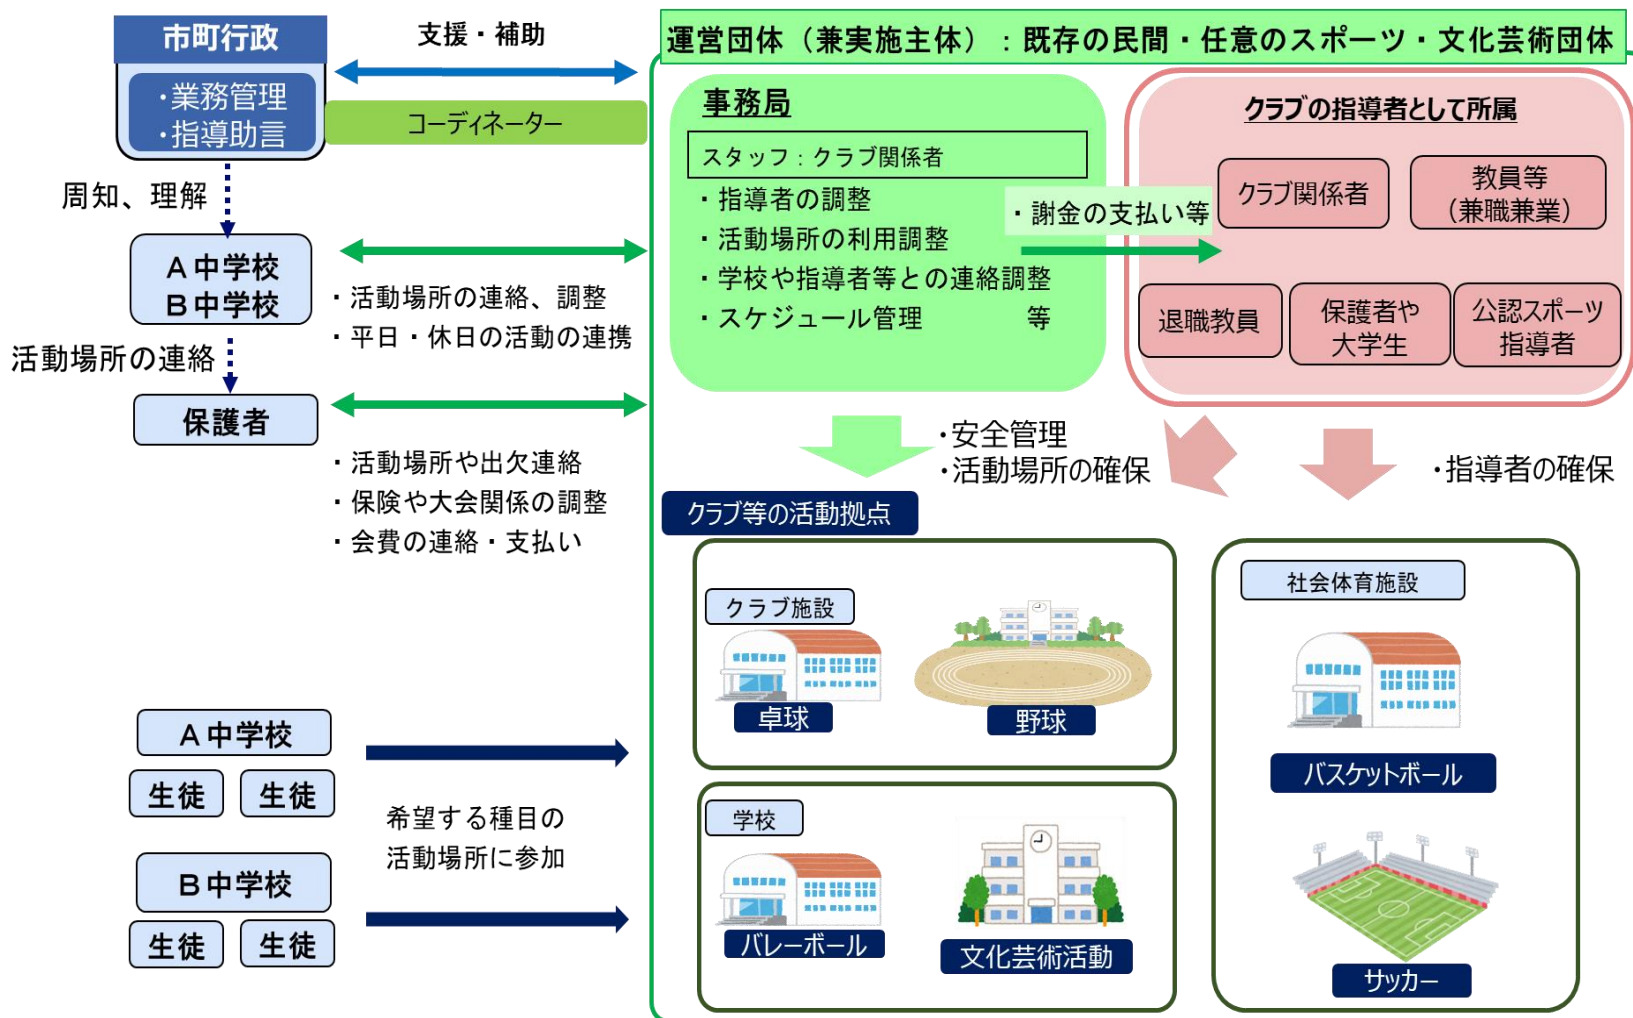 市町行政
・業務管理
・指導助言
支援・補助
コーディネーター
周知、理解
A中学校
B中学校
・活動場所の連絡、調整
・平日・休日の活動の連携
活動場所の連絡
保護者
・活動場所や出欠連絡
・保険や大会関係の調整
・会費の連絡・支払い
運営団体（兼実施主体）：既存の民間・任意のスポーツ・文化芸術団体
事務局
スタッフ：クラブ関係者
・指導者の調整
・活動場所の利用調整
・学校や指導者等との連絡調整
・スケジュール管理　　　　等
・謝金の支払い等
クラブの指導者として所属
クラブ関係者
教員等
（兼職兼業）
退職教員
保護者や
大学生
公認スポーツ
指導者
・安全管理
・活動場所の確保
・指導者の確保
クラブ等の活動拠点
クラブ施設
卓球
野球
社会体育施設
バスケットボール
サッカー
学校
バレーボール
文化芸術活動
A中学校
生徒
生徒
希望する種目の
活動場所に参加
B中学校
生徒
生徒